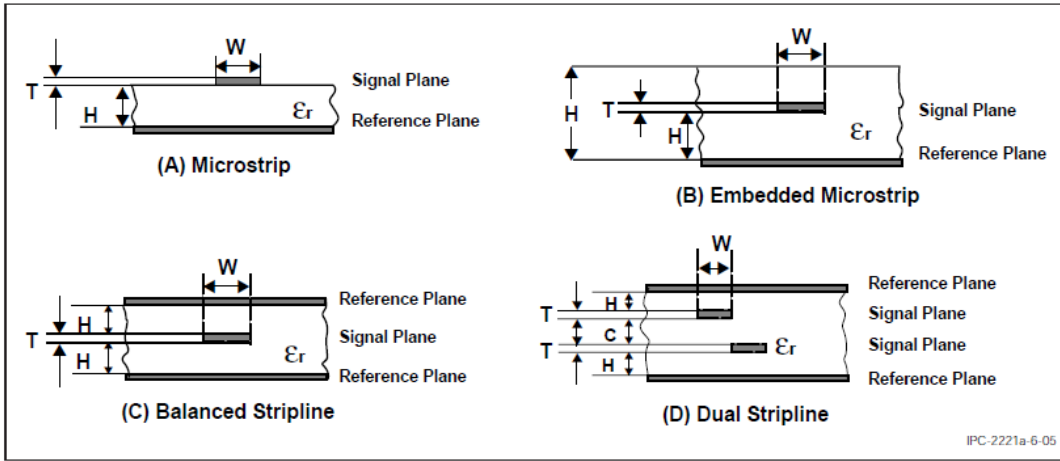 W
Signal Plane
T
H
εr
Reference Plane
(A) Microstrip
W
H
T
Signal Plane
H
εr
Reference Plane
(B) Embedded Microstrip
W
Reference Plane
H
T
Signal Plane
H
εr
Reference Plane
(C) Balanced Stripline
W
Reference Plane
H
T
Signal Plane
C
T
εr
Signal Plane
H
Reference Plane
(D) Dual Stripline
IPC-2221a-6-05